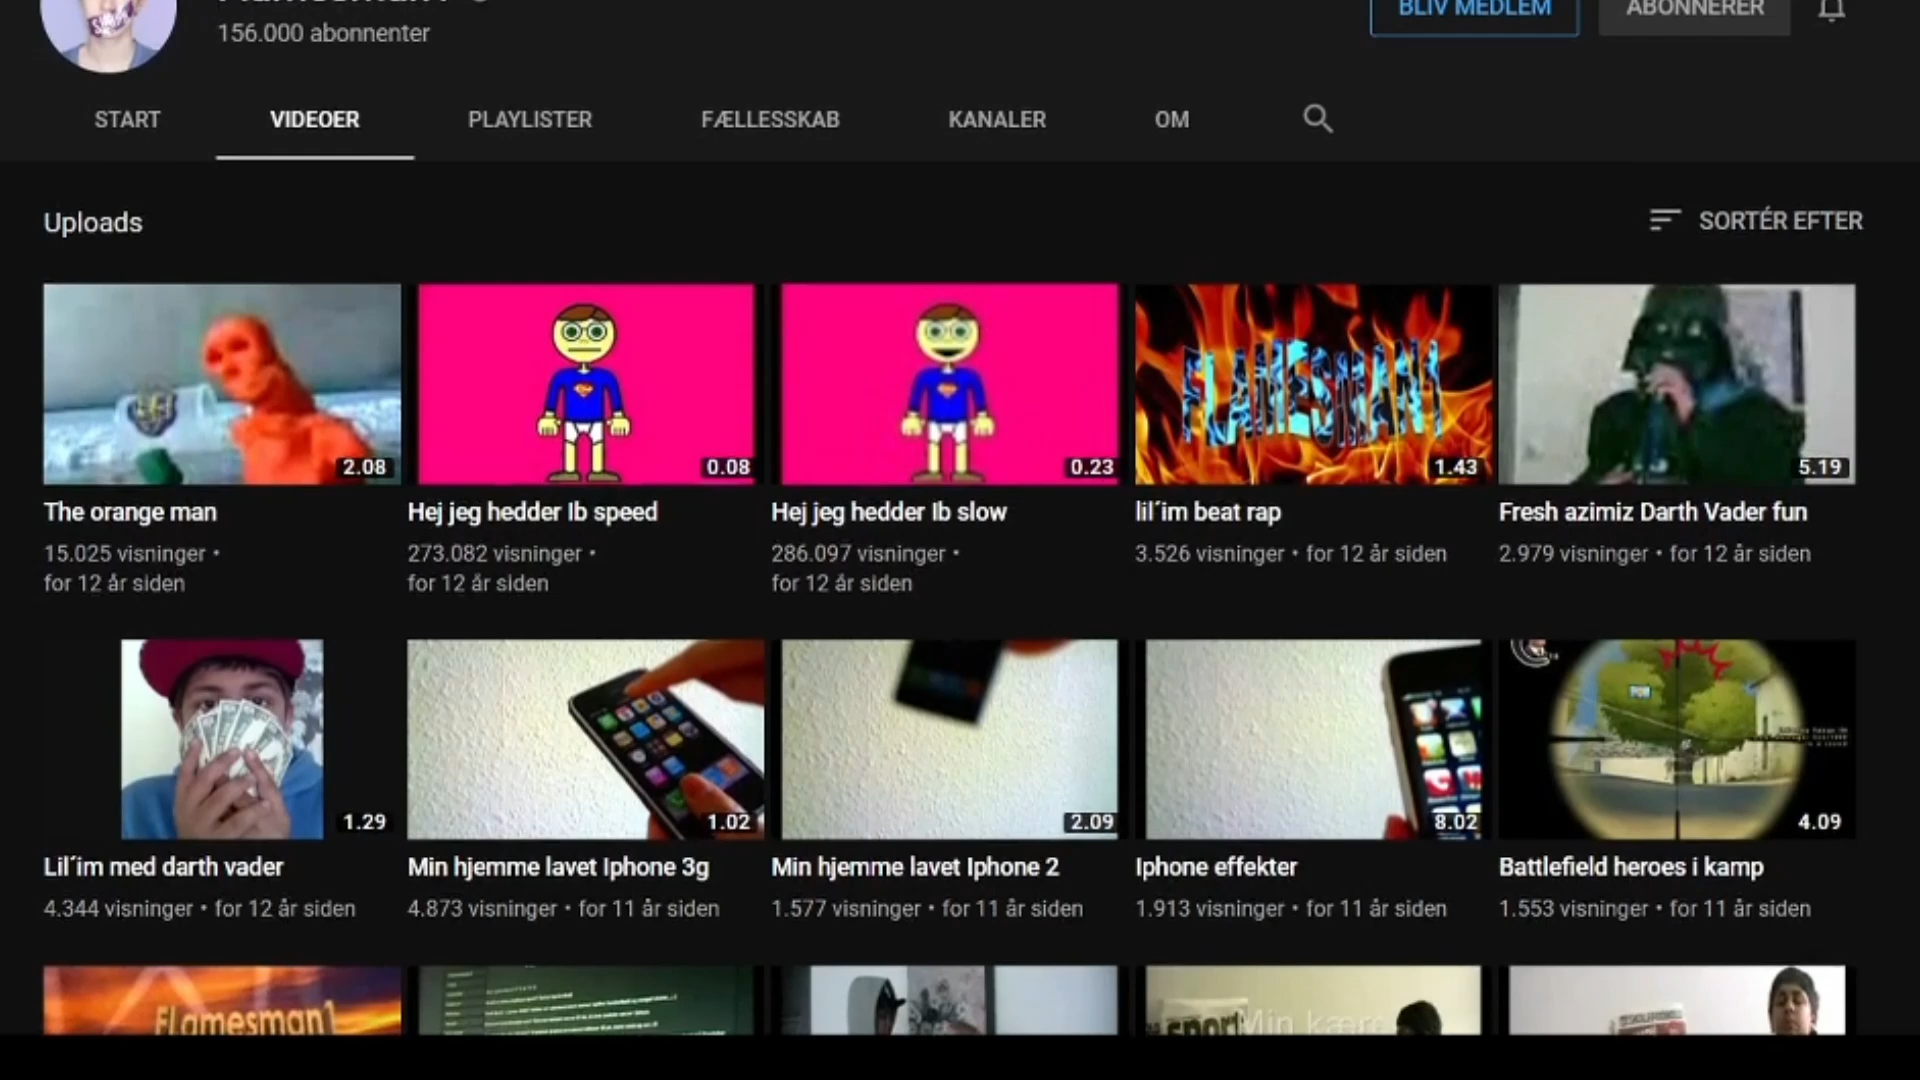 156.000 abonnenter
BLIV MEDLEM
ABONNERER
START
VIDEOER
PLAYLISTER
FÆLLESSKAB
KANALER
OM
Uploads
SORTÉR EFTER
FLAMESMAN1
2.08
0.08
0.23
1.43
5.19
The orange man
Hej jeg hedder Ib speed
Hej jeg hedder Ib slow
lil´im beat rap
Fresh azimiz Darth Vader fun
15.025 visninger •
for 12 år siden
273.082 visninger •
for 12 år siden
286.097 visninger •
for 12 år siden
3.526 visninger • for 12 år siden
2.979 visninger • for 12 år siden
1.29
1.02
2.09
8.02
4.09
Lil´im med darth vader
Min hjemme lavet Iphone 3g
Min hjemme lavet Iphone 2
Iphone effekter
Battlefield heroes i kamp
4.344 visninger • for 12 år siden
4.873 visninger • for 11 år siden
1.577 visninger • for 11 år siden
1.913 visninger • for 11 år siden
1.553 visninger • for 11 år siden
Flamesman1
sport
Min kære